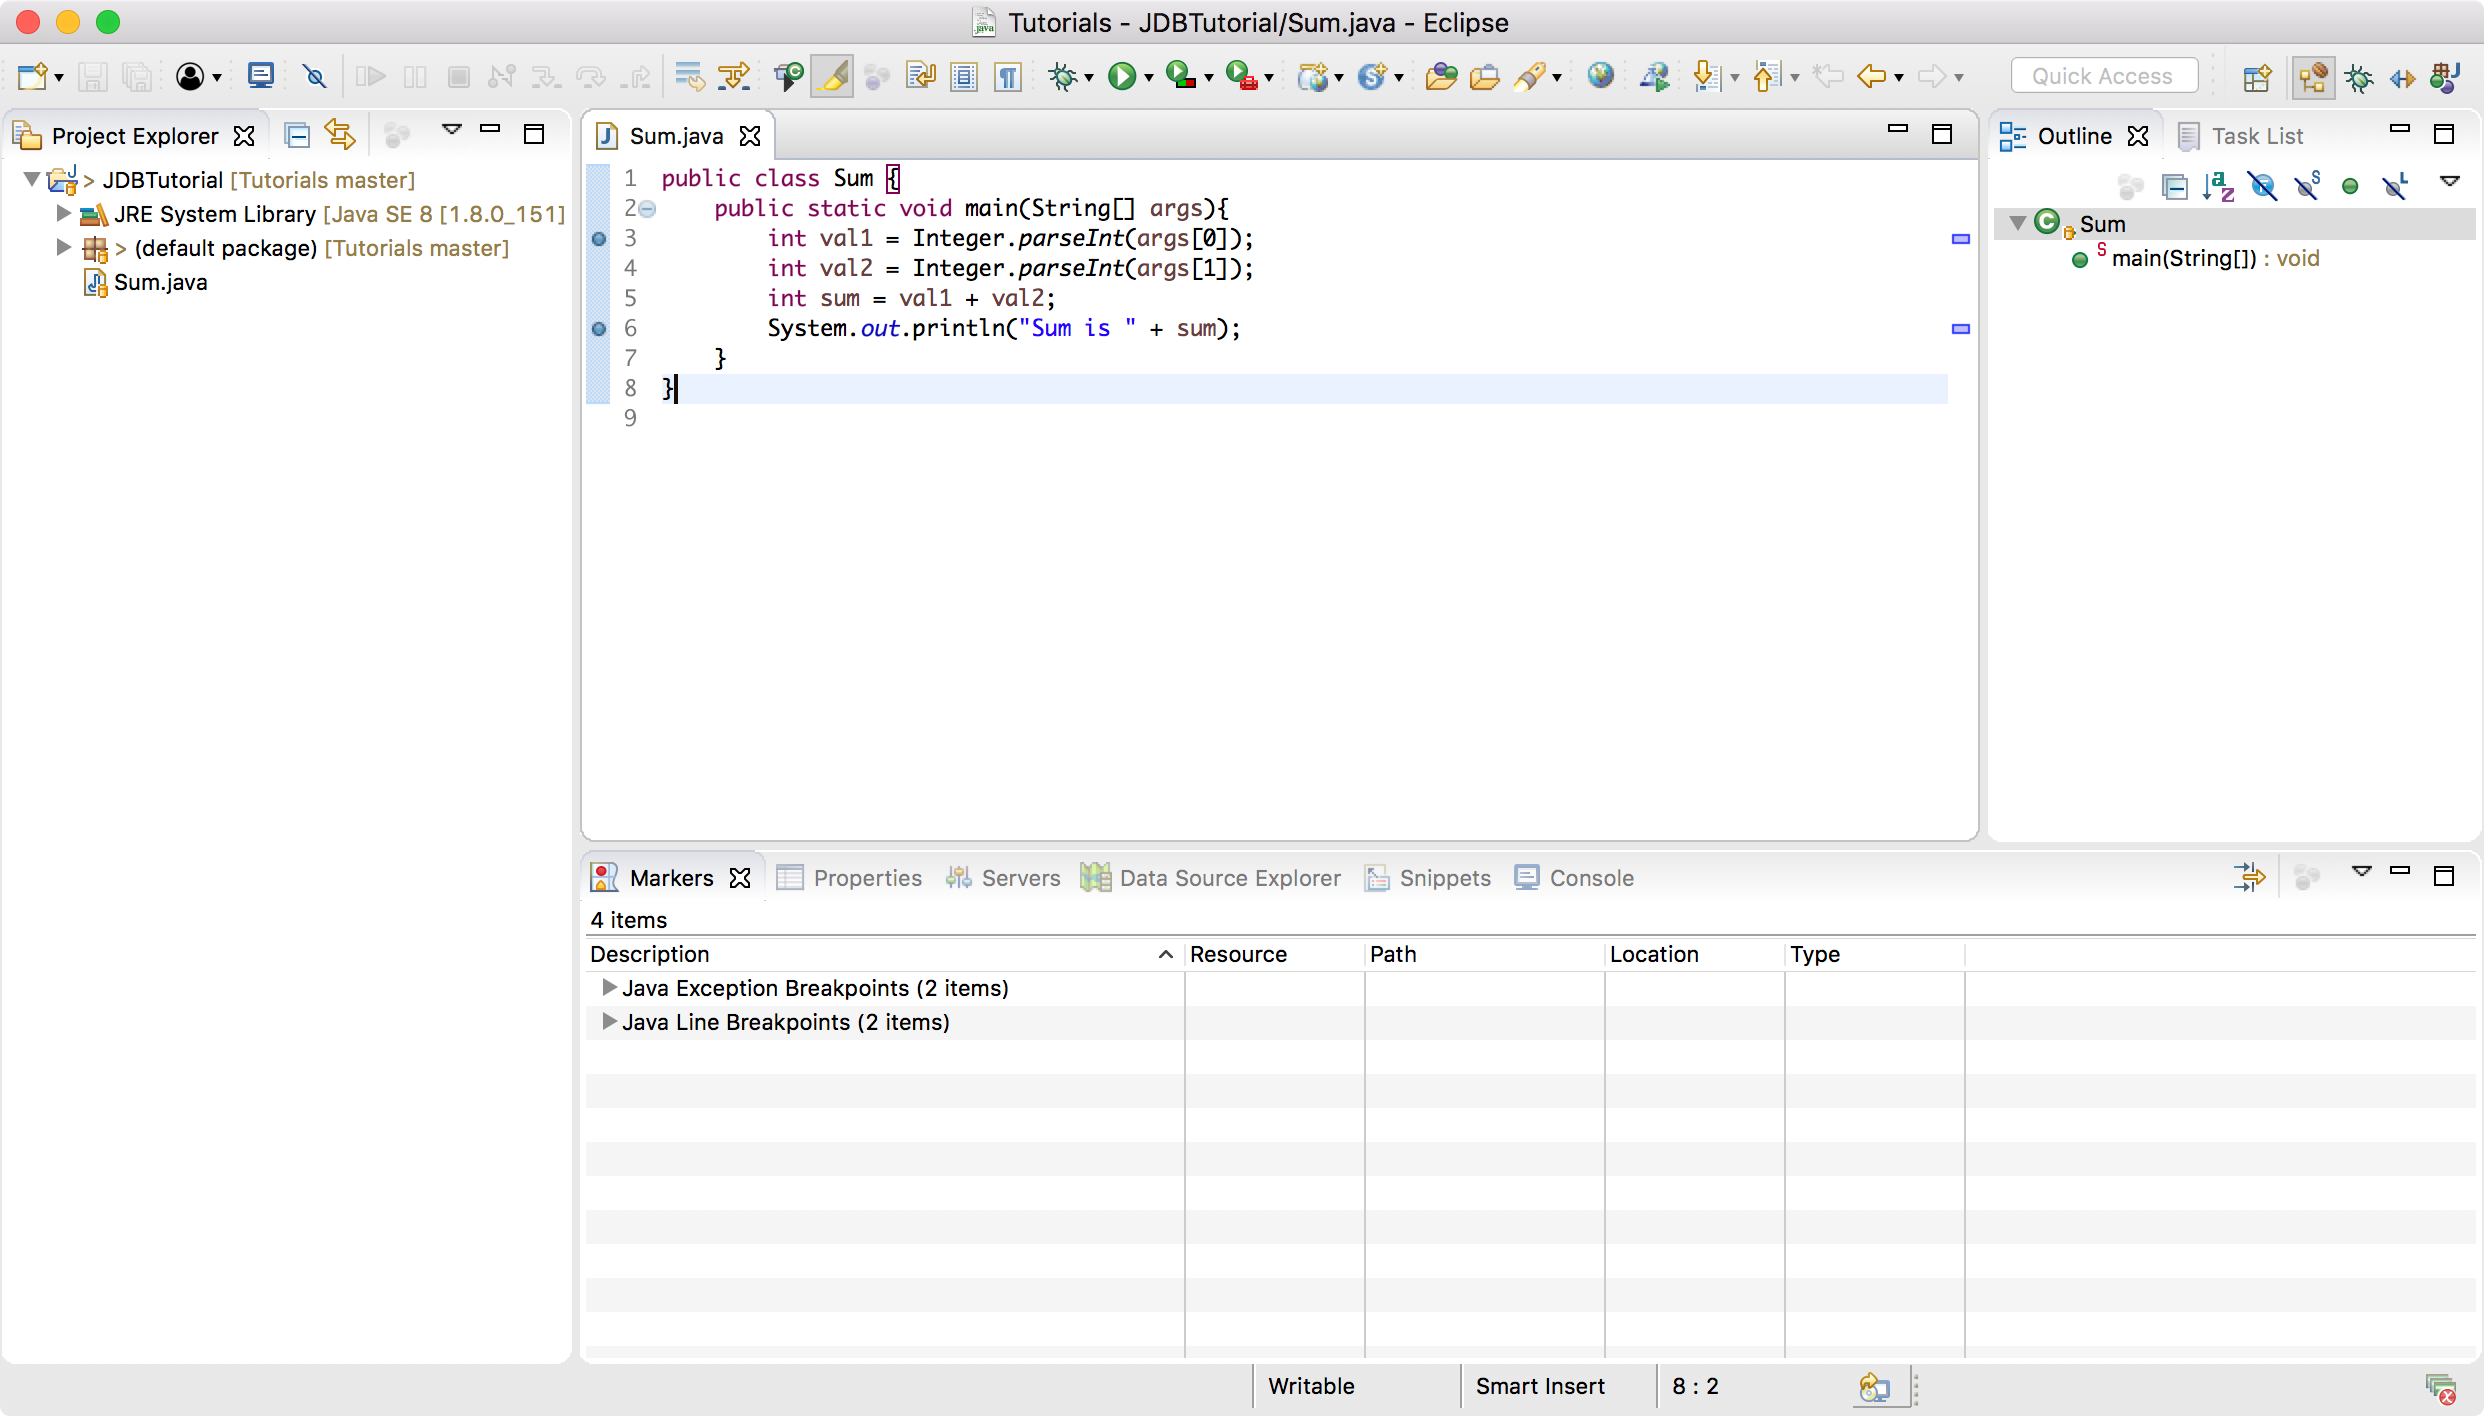 Tutorials - JDBTutorial/Sum.java - Eclipse
Quick Access
Project Explorer
> JDBTutorial [Tutorials master]
JRE System Library [Java SE 8 [1.8.0_151]
> (default package) [Tutorials master]
Sum.java
Sum.java
1 public class Sum {
2 public static void main(String[] args){
3 int val1 = Integer.parseInt(args[0]);
4 int val2 = Integer.parseInt(args[1]);
5 int sum = val1 + val2;
6 System.out.println("Sum is " + sum);
7 }
8 }
9
Outline Task List
Sum
main(String[]) : void
Markers Properties Servers Data Source Explorer Snippets Console
4 items
Description Resource Path Location Type
Java Exception Breakpoints (2 items)
Java Line Breakpoints (2 items)
Writable Smart Insert 8 : 2